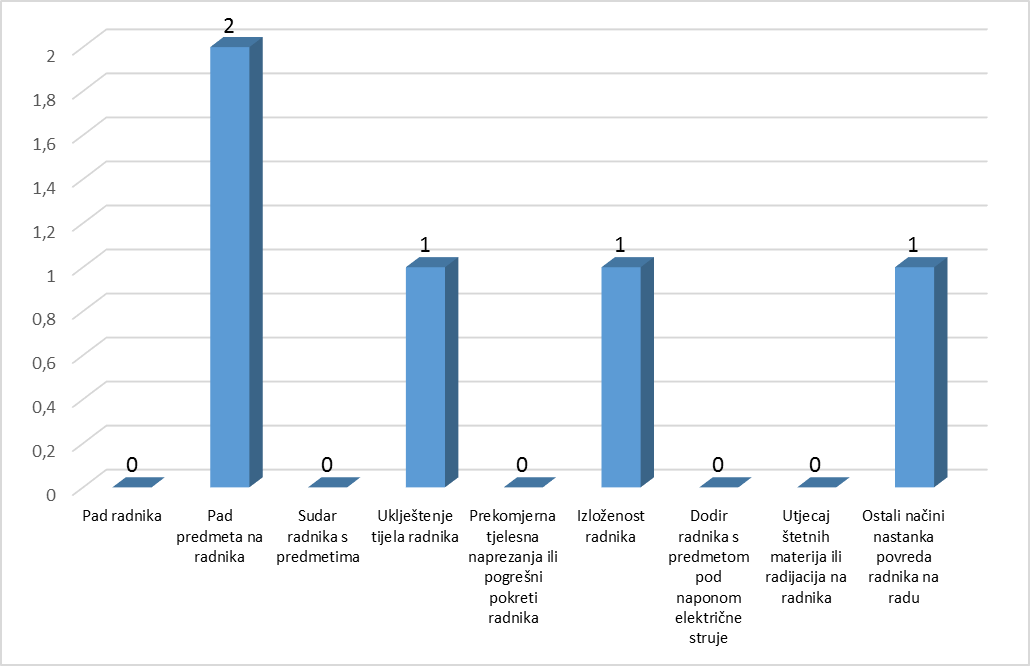 2
1,8
1,6
1,4
1,2
1
0,8
0,6
0,4
0,2
0
0
2
0
1
0
1
0
0
1
Pad radnika
Pad
predmeta na
radnika
Sudar
radnika s
predmetima
Uklještenje
tijela radnika
Prekomjerna
tjelesna
naprezanja ili
pogrešni
pokreti
radnika
Izloženost
radnika
Dodir
radnika s
predmetom
pod
naponom
električne
struje
Utjecaj
štetnih
materija ili
radijacija na
radnika
Ostali načini
nastanka
povreda
radnika na
radu